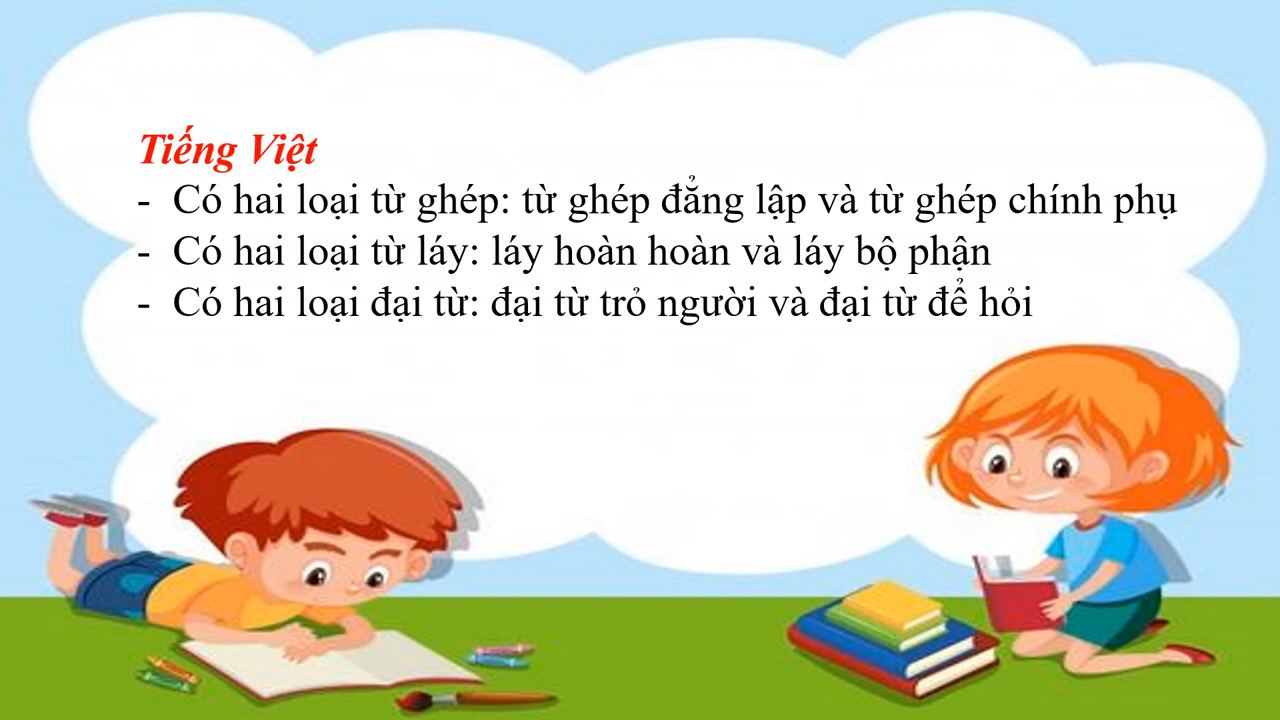 Tiếng Việt
- Có hai loại từ ghép: từ ghép đẳng lập và từ ghép chính phụ
- Có hai loại từ láy: láy hoàn hoàn và láy bộ phận
- Có hai loại đại từ: đại từ trỏ người và đại từ để hỏi